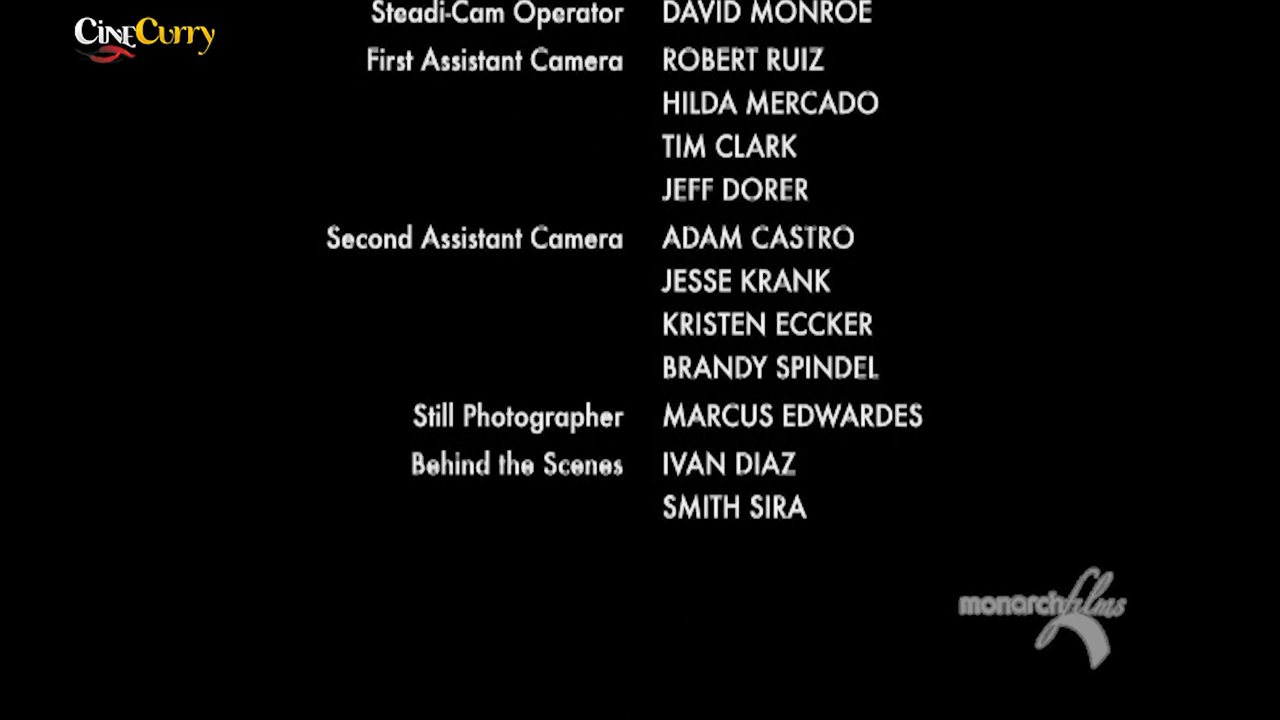 CineCurry
Steadi-Cam Operator DAVID MONROE
First Assistant Camera ROBERT RUIZ
HILDA MERCADO
TIM CLARK
JEFF DORER
Second Assistant Camera ADAM CASTRO
JESSE KRANK
KRISTEN ECCKER
BRANDY SPINDEL
Still Photographer MARCUS EDWARDES
Behind the Scenes IVAN DIAZ
SMITH SIRA
monarchfilms